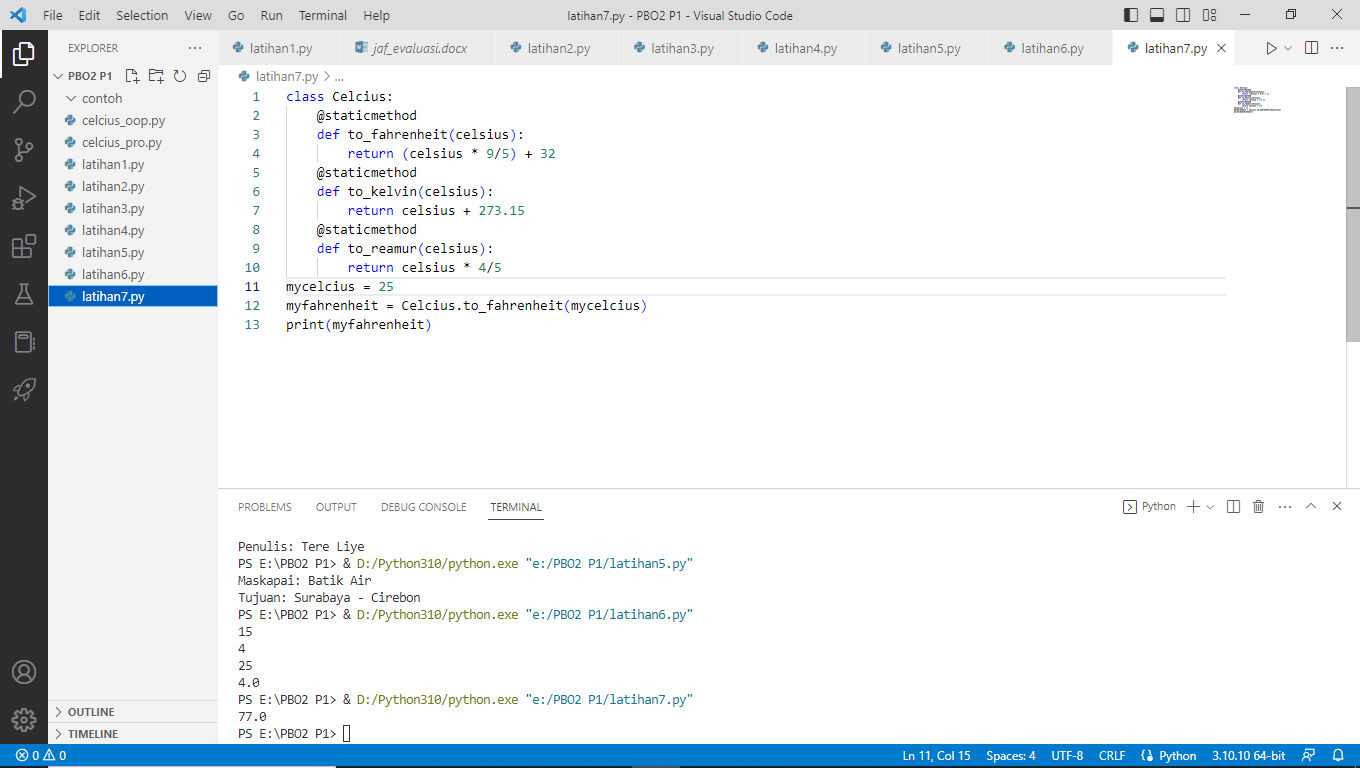 File Edit Selection View Go Run Terminal Help
latihan7.py - PBO2 P1 - Visual Studio Code
EXPLORER
PBO2 P1
contoh
celcius_oop.py
celcius_pro.py
latihan1.py
latihan2.py
latihan3.py
latihan4.py
latihan5.py
latihan6.py
latihan7.py
OUTLINE
TIMELINE
latihan1.py jaf_evaluasi.docx latihan2.py latihan3.py latihan4.py latihan5.py latihan6.py latihan7.py
latihan7.py > ...
1 class Celcius:
2     @staticmethod
3     def to_fahrenheit(celsius):
4         return (celsius * 9/5) + 32
5     @staticmethod
6     def to_kelvin(celsius):
7         return celsius + 273.15
8     @staticmethod
9     def to_reamur(celsius):
10         return celsius * 4/5
11 mycelcius = 25
12 myfahrenheit = Celcius.to_fahrenheit(mycelcius)
13 print(myfahrenheit)
PROBLEMS OUTPUT DEBUG CONSOLE TERMINAL
Python
Penulis: Tere Liye
PS E:\PBO2 P1> & D:/Python310/python.exe "e:/PBO2 P1/latihan5.py"
Maskapai: Batik Air
Tujuan: Surabaya - Cirebon
PS E:\PBO2 P1> & D:/Python310/python.exe "e:/PBO2 P1/latihan6.py"
15
4
25
4.0
PS E:\PBO2 P1> & D:/Python310/python.exe "e:/PBO2 P1/latihan7.py"
77.0
PS E:\PBO2 P1>
0 0 Ln 11, Col 15 Spaces: 4 UTF-8 CRLF Python 3.10.10 64-bit